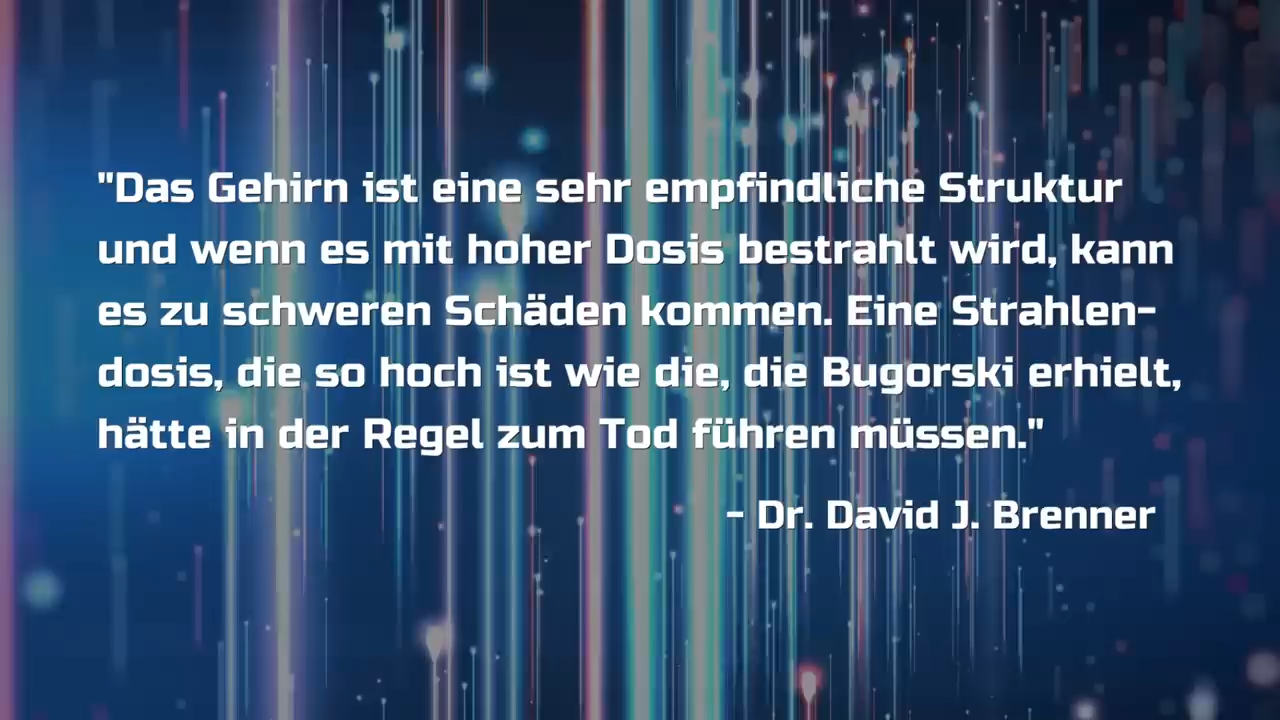 "Das Gehirn ist eine sehr empfindliche Struktur
und wenn es mit hoher Dosis bestrahlt wird, kann
es zu schweren Schäden kommen. Eine Strahlen-
dosis, die so hoch ist wie die, die Bugorski erhielt,
hätte in der Regel zum Tod führen müssen."
- Dr. David J. Brenner